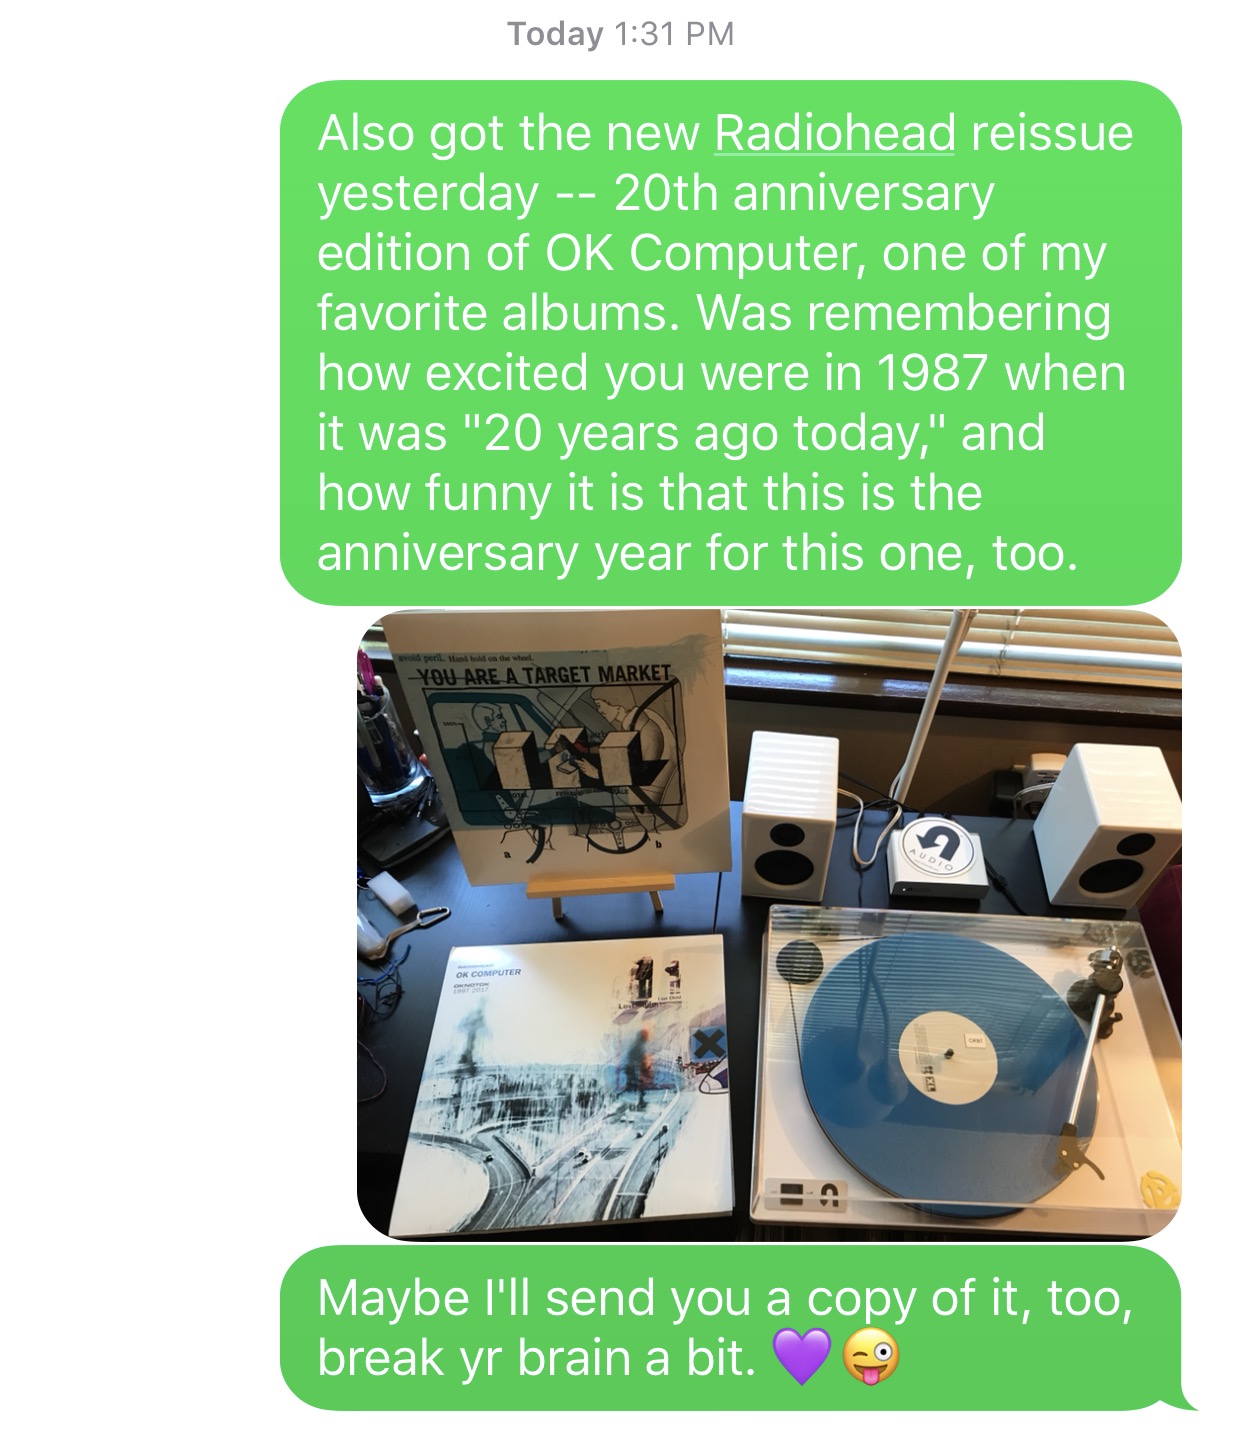 Today 1:31 PM
Also got the new Radiohead reissue
yesterday -- 20th anniversary
edition of OK Computer, one of my
favorite albums. Was remembering
how excited you were in 1987 when
it was "20 years ago today," and
how funny it is that this is the
anniversary year for this one, too.
avoid peril. Hand hold on the wheel.
YOU ARE A TARGET MARKET
a
b
AUDIO
RADIOHEAD
OK COMPUTER
OKNOTOK
1997 2017
Lost Child
Maybe I'll send you a copy of it, too,
break yr brain a bit. 💜😜